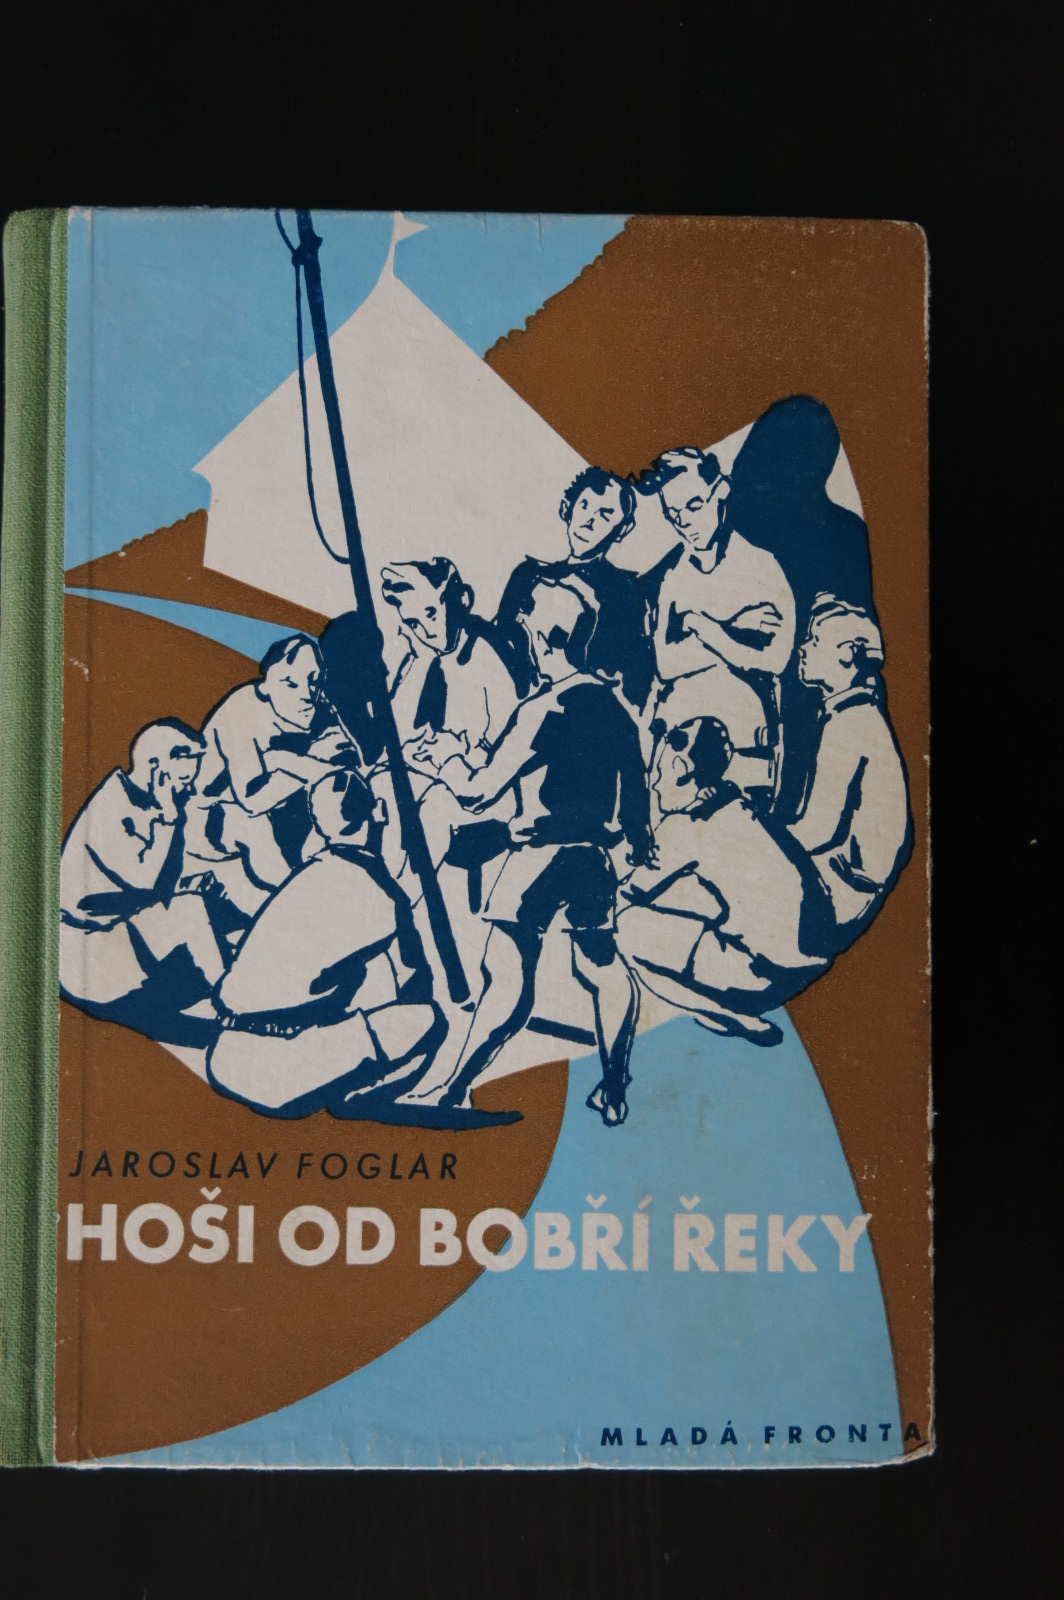 JAROSLAV FOGLAR
HOŠI OD BOBŘÍ ŘEKY
MLADÁ FRONTA